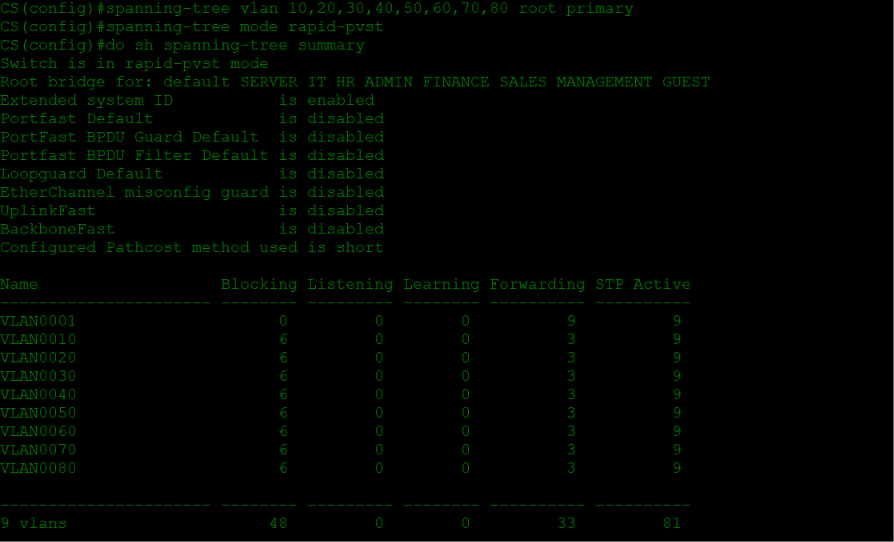 CS(config)#spanning-tree vlan 10,20,30,40,50,60,70,80 root primary
CS(config)#spanning-tree mode rapid-pvst
CS(config)#do sh spanning-tree summary
Switch is in rapid-pvst mode
Root bridge for: default SERVER IT HR ADMIN FINANCE SALES MANAGEMENT GUEST
Extended system ID           is enabled
Portfast Default             is disabled
PortFast BPDU Guard Default  is disabled
Portfast BPDU Filter Default is disabled
Loopguard Default            is disabled
EtherChannel misconfig guard is disabled
UplinkFast                   is disabled
BackboneFast                 is disabled
Configured Pathcost method used is short
Name                   Blocking Listening Learning Forwarding STP Active
---------------------- -------- --------- -------- ---------- ----------
VLAN0001                     0         0        0          9          9
VLAN0010                     6         0        0          3          9
VLAN0020                     6         0        0          3          9
VLAN0030                     6         0        0          3          9
VLAN0040                     6         0        0          3          9
VLAN0050                     6         0        0          3          9
VLAN0060                     6         0        0          3          9
VLAN0070                     6         0        0          3          9
VLAN0080                     6         0        0          3          9
---------------------- -------- --------- -------- ---------- ----------
9 vlans                     48         0        0         33         81